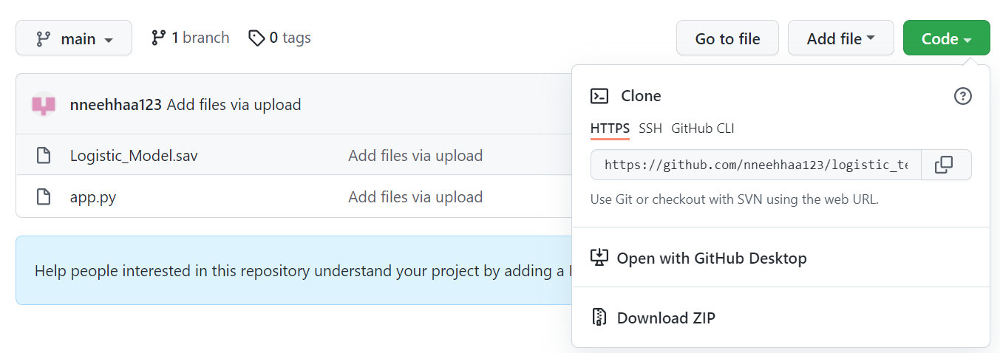 main
1 branch
0 tags
Go to file
Add file
Code
nneehhaa123 Add files via upload
Logistic_Model.sav Add files via upload
app.py Add files via upload
Help people interested in this repository understand your project by adding a
Clone
HTTPS SSH GitHub CLI
https://github.com/nneehhaa123/logistic_te
Use Git or checkout with SVN using the web URL.
Open with GitHub Desktop
Download ZIP